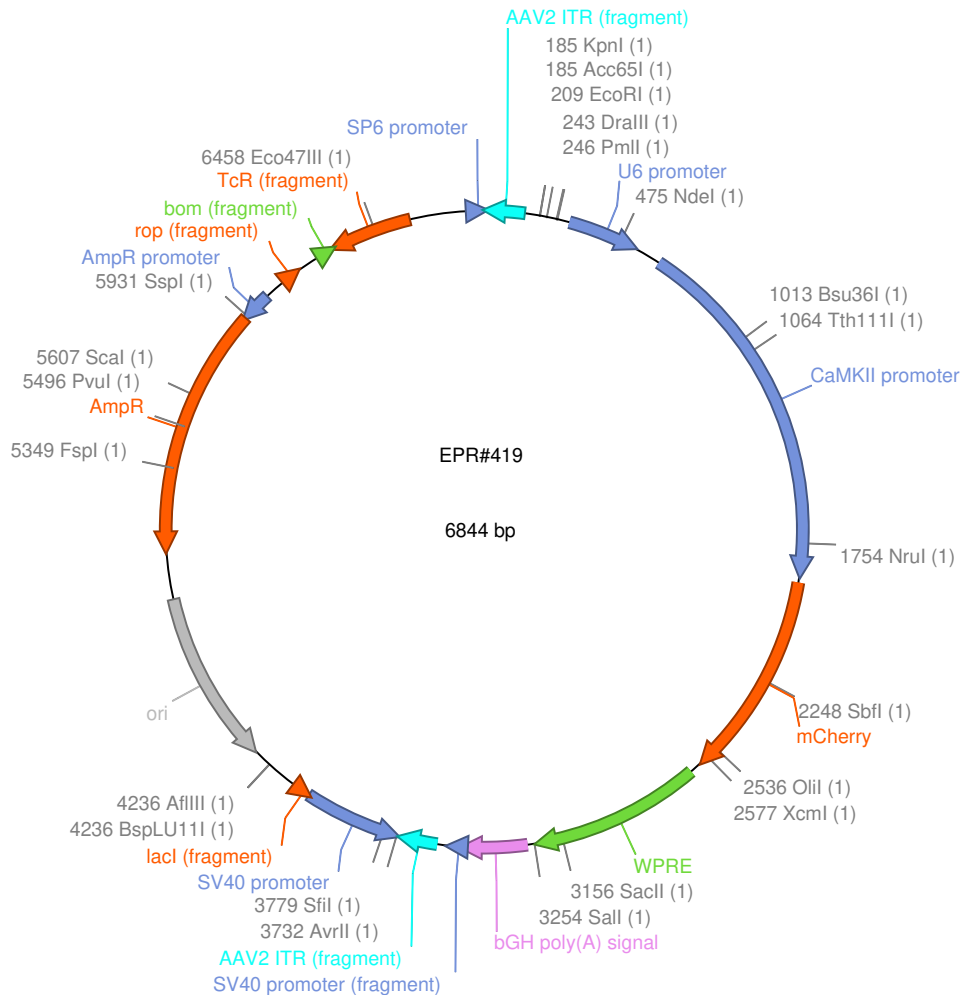 AAV2 ITR (fragment)
185 KpnI (1)
185 Acc65I (1)
209 EcoRI (1)
243 DraIII (1)
246 PmlI (1)
SP6 promoter
6458 Eco47III (1)
TcR (fragment)
U6 promoter
475 NdeI (1)
bom (fragment)
rop (fragment)
AmpR promoter
5931 SspI (1)
1013 Bsu36I (1)
1064 Tth111I (1)
5607 ScaI (1)
5496 PvuI (1)
AmpR
CaMKII promoter
5349 FspI (1)
EPR#419
6844 bp
1754 NruI (1)
ori
2248 SbfI (1)
mCherry
2536 OliI (1)
2577 XcmI (1)
4236 AflIII (1)
4236 BspLU11I (1)
lacI (fragment)
WPRE
SV40 promoter
3156 SacII (1)
3779 SfiI (1)
3254 SalI (1)
3732 AvrII (1)
bGH poly(A) signal
AAV2 ITR (fragment)
SV40 promoter (fragment)